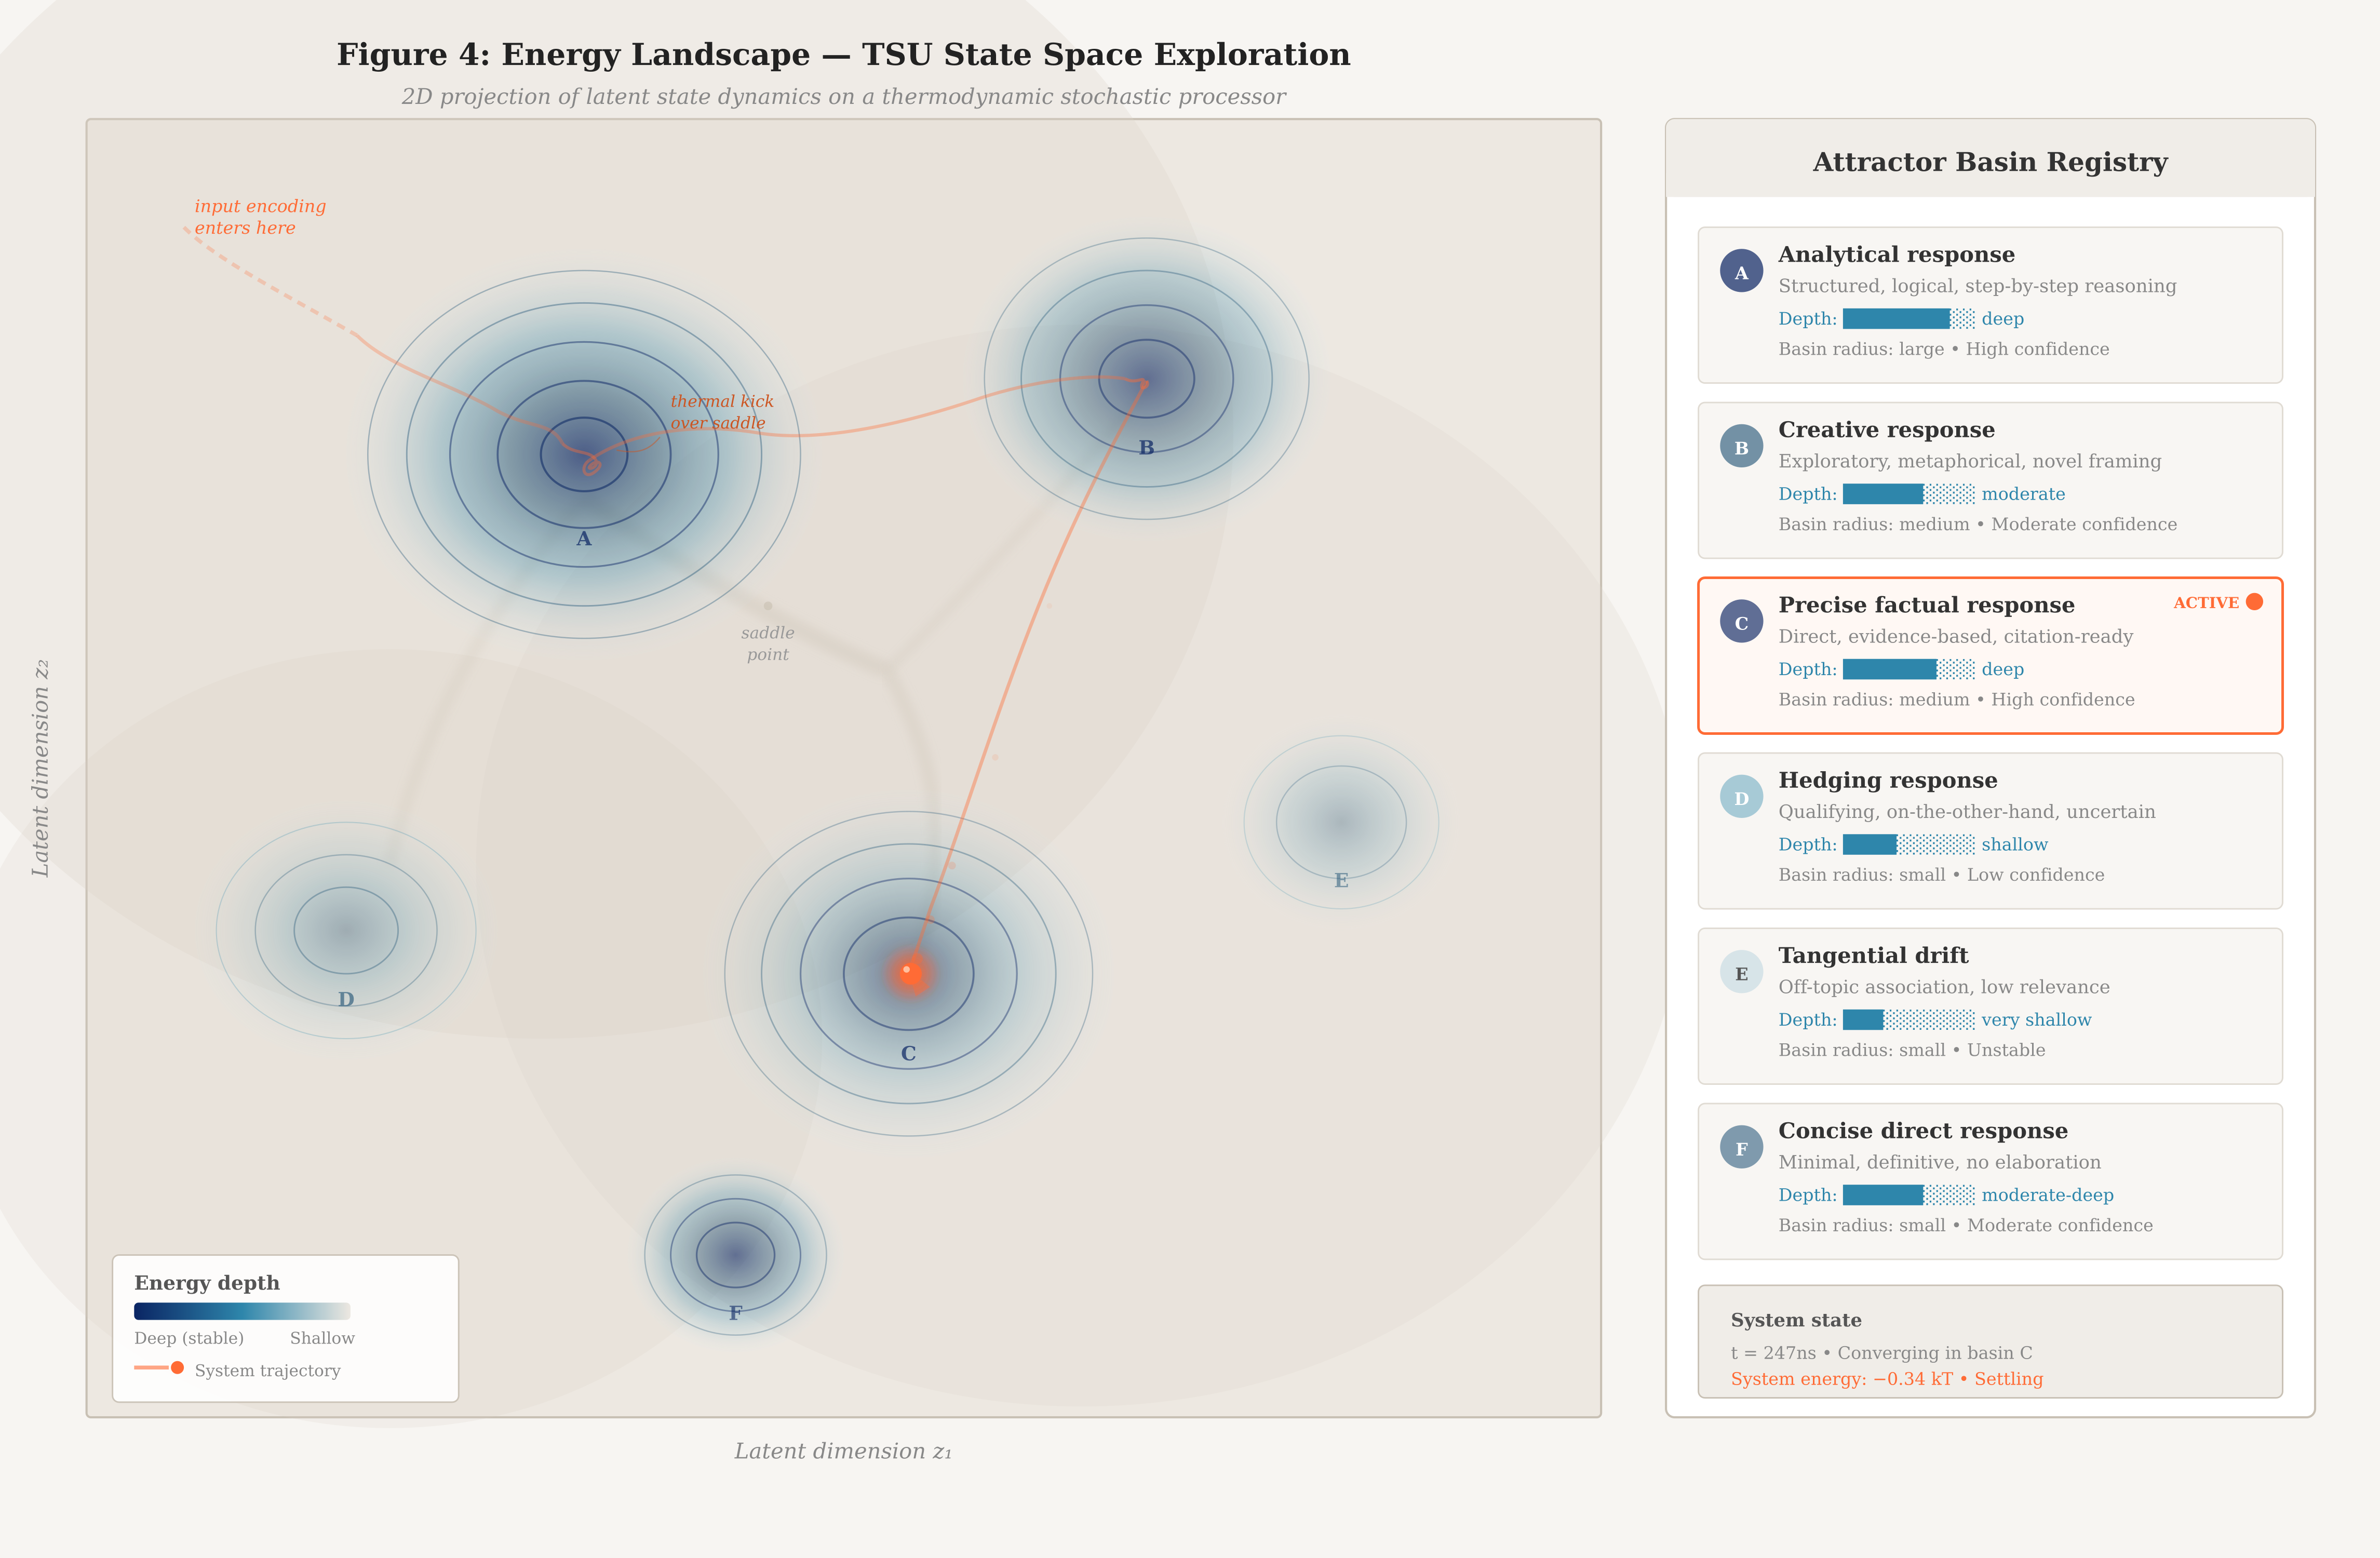 Figure 4: Energy Landscape — TSU State Space Exploration
2D projection of latent state dynamics on a thermodynamic stochastic processor
input encoding
enters here
thermal kick
over saddle
A
B
saddle
point
D
E
C
F
Latent dimension z₂
Latent dimension z₁
Energy depth
Deep (stable) Shallow
System trajectory
Attractor Basin Registry
A
Analytical response
Structured, logical, step-by-step reasoning
Depth: deep
Basin radius: large • High confidence
B
Creative response
Exploratory, metaphorical, novel framing
Depth: moderate
Basin radius: medium • Moderate confidence
C
Precise factual response
ACTIVE
Direct, evidence-based, citation-ready
Depth: deep
Basin radius: medium • High confidence
D
Hedging response
Qualifying, on-the-other-hand, uncertain
Depth: shallow
Basin radius: small • Low confidence
E
Tangential drift
Off-topic association, low relevance
Depth: very shallow
Basin radius: small • Unstable
F
Concise direct response
Minimal, definitive, no elaboration
Depth: moderate-deep
Basin radius: small • Moderate confidence
System state
t = 247ns • Converging in basin C
System energy: −0.34 kT • Settling